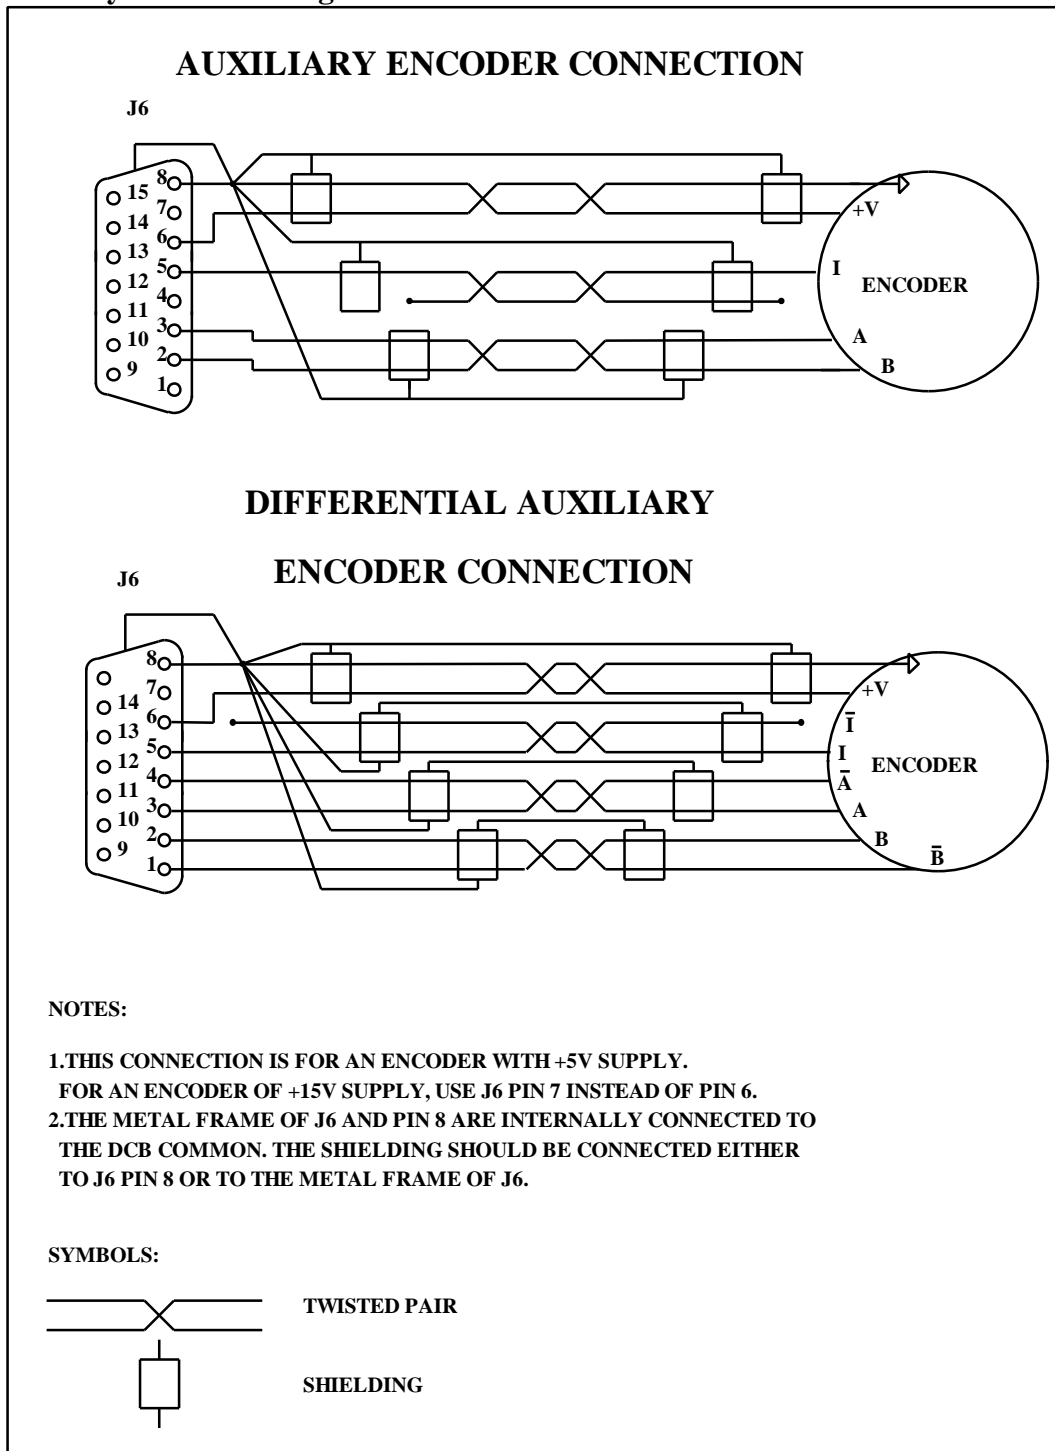 AUXILIARY ENCODER CONNECTION
J6
8
15
7
14
6
13
5
12
4
11
3
10
2
9
1
+V
I
ENCODER
A
B
DIFFERENTIAL AUXILIARY
ENCODER CONNECTION
J6
8
7
14
6
13
5
12
4
11
3
10
2
9
1
+V
I̅
I
ENCODER
A̅
A
B
B̅
NOTES:
1.THIS CONNECTION IS FOR AN ENCODER WITH +5V SUPPLY.
FOR AN ENCODER OF +15V SUPPLY, USE J6 PIN 7 INSTEAD OF PIN 6.
2.THE METAL FRAME OF J6 AND PIN 8 ARE INTERNALLY CONNECTED TO
THE DCB COMMON. THE SHIELDING SHOULD BE CONNECTED EITHER
TO J6 PIN 8 OR TO THE METAL FRAME OF J6.
SYMBOLS:
TWISTED PAIR
SHIELDING